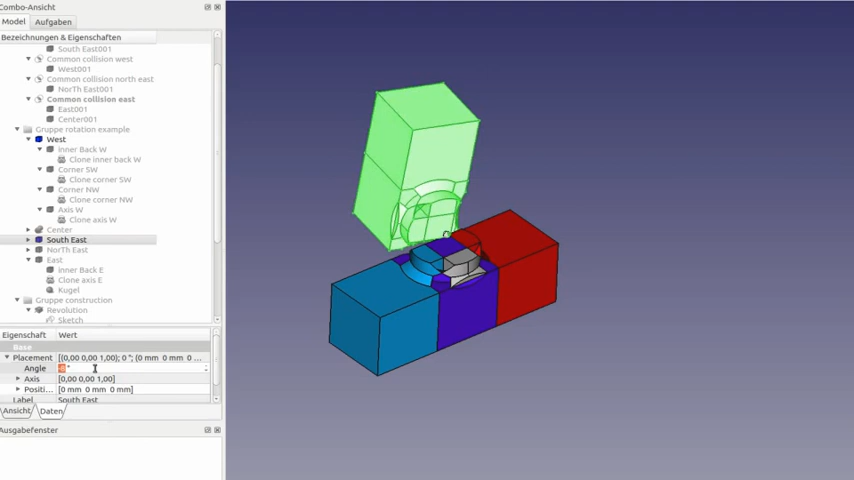 Combo-Ansicht
Model Aufgaben
Bezeichnungen & Eigenschaften
South East001
Common collision west
West001
Common collision north east
NorTh East001
Common collision east
East001
Center001
Gruppe rotation example
West
Inner Back W
Clone inner back W
Corner SW
Clone corner SW
Corner NW
Clone corner NW
Axis W
Clone axis W
Center
South East
NorTh East
East
Inner Back E
Clone axis E
Kugel
Gruppe construction
Revolution
Sketch
Eigenschaft Wert
Base
Placement [(0,00 0,00 1,00); 0 °; (0 mm 0 mm 0 ...
Angle
Axis [0,00 0,00 1,00]
Positi... [0 mm 0 mm 0 mm]
Label South East
Ansicht Daten
Ausgabefenster